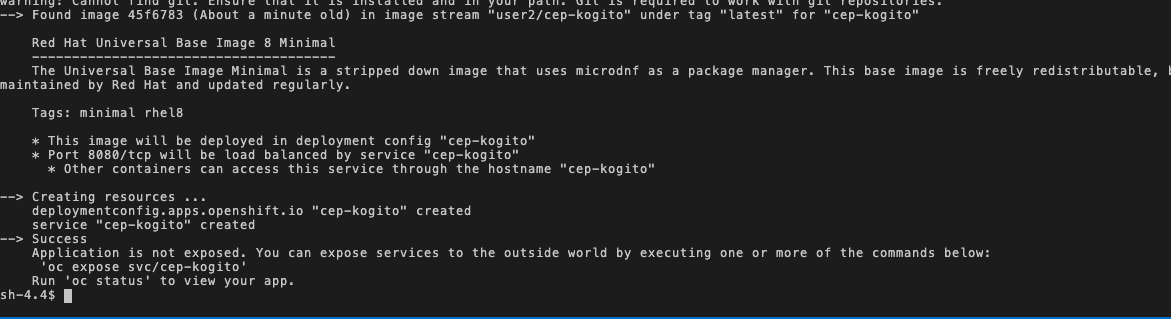 warning: Cannot find git. Ensure that it is installed and in your path. Git is required to work with git repositories.
--> Found image 45f6783 (About a minute old) in image stream "user2/cep-kogito" under tag "latest" for "cep-kogito"
Red Hat Universal Base Image 8 Minimal
--------------------------------------
The Universal Base Image Minimal is a stripped down image that uses microdnf as a package manager. This base image is freely redistributable,
maintained by Red Hat and updated regularly.
Tags: minimal rhel8
* This image will be deployed in deployment config "cep-kogito"
* Port 8080/tcp will be load balanced by service "cep-kogito"
* Other containers can access this service through the hostname "cep-kogito"
--> Creating resources ...
deploymentconfig.apps.openshift.io "cep-kogito" created
service "cep-kogito" created
--> Success
Application is not exposed. You can expose services to the outside world by executing one or more of the commands below:
'oc expose svc/cep-kogito'
Run 'oc status' to view your app.
sh-4.4$